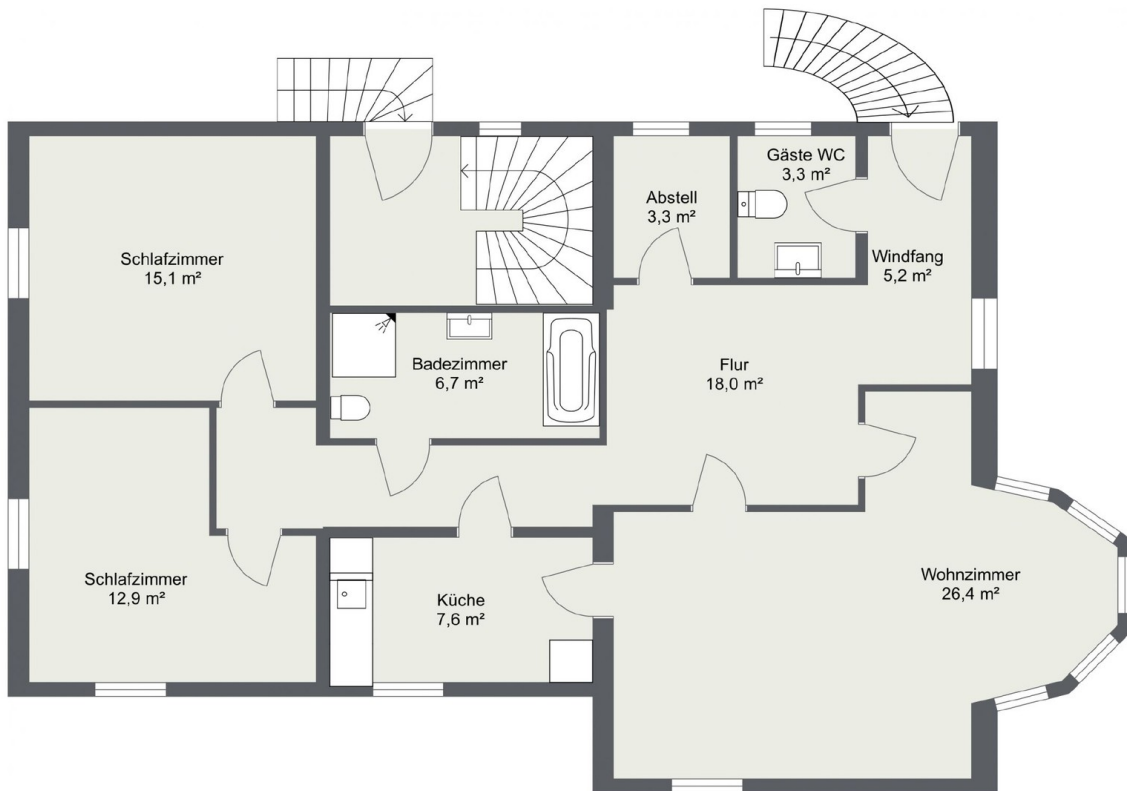 Schlafzimmer
15,1 m²
Abstell
3,3 m²
Gäste WC
3,3 m²
Windfang
5,2 m²
Badezimmer
6,7 m²
Flur
18,0 m²
Schlafzimmer
12,9 m²
Küche
7,6 m²
Wohnzimmer
26,4 m²